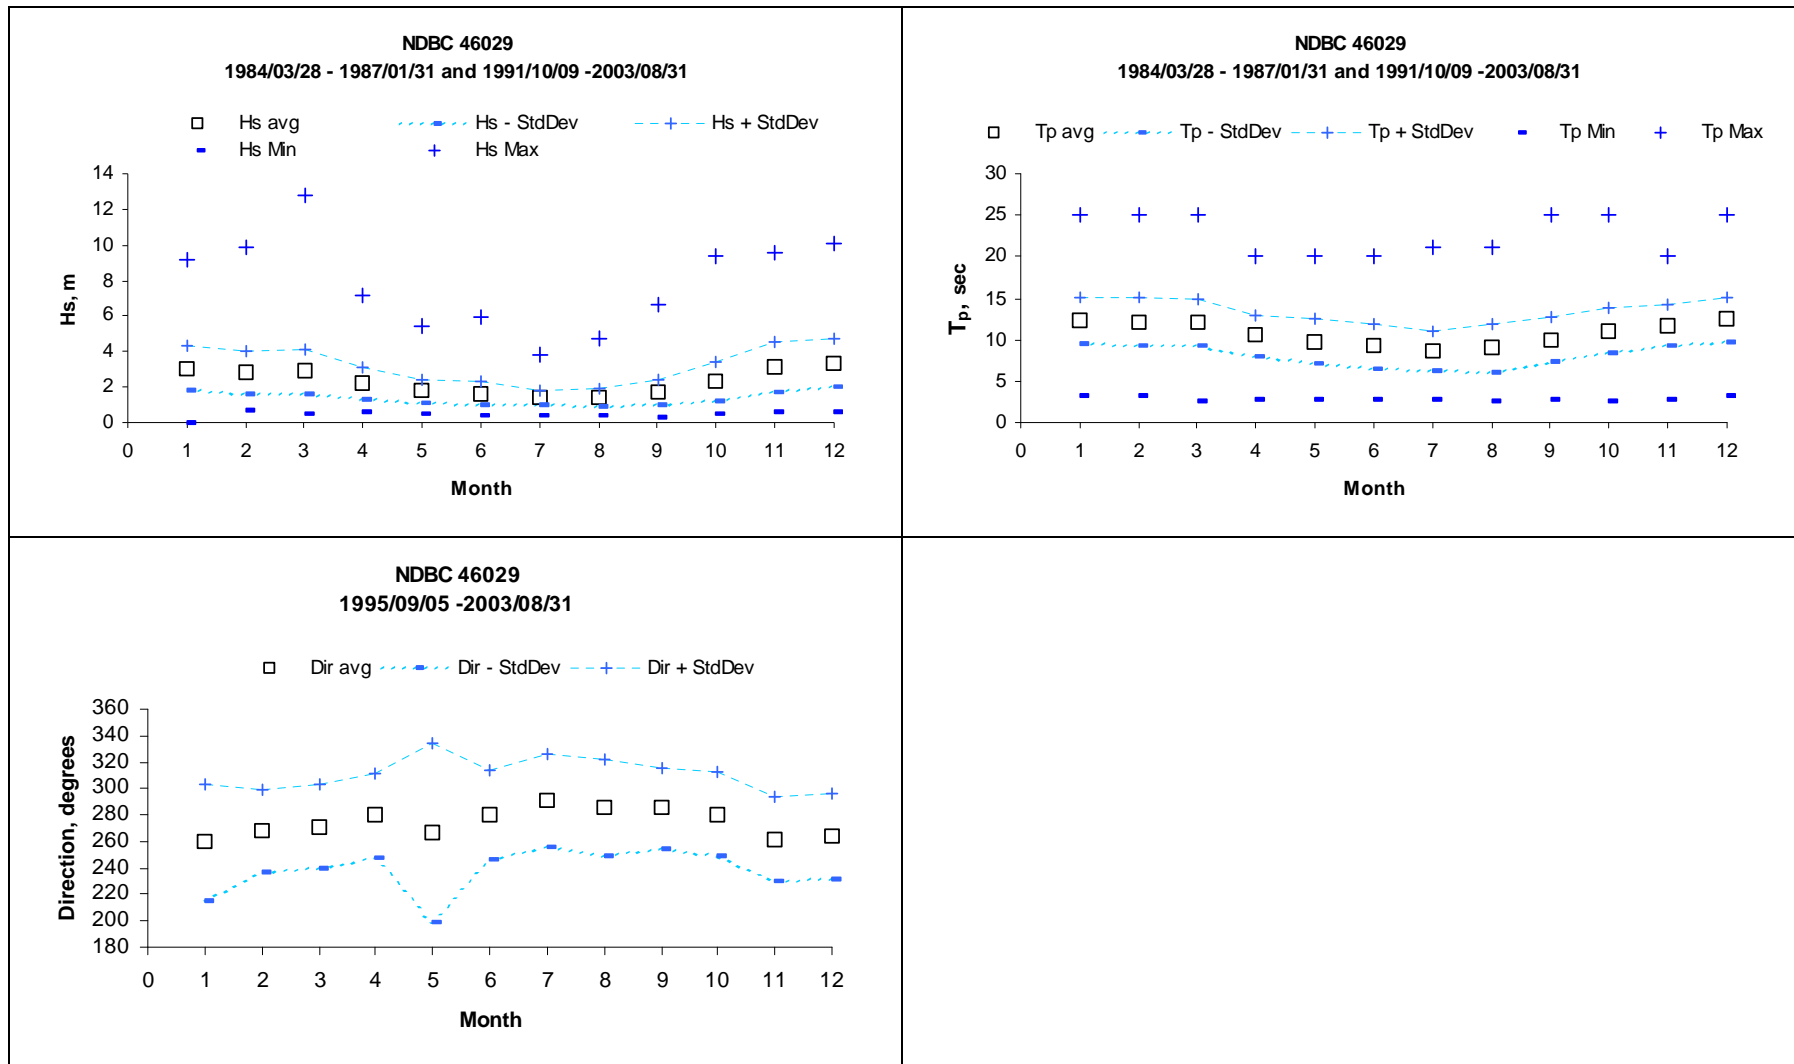 NDBC 46029
1984/03/28 - 1987/01/31 and 1991/10/09 -2003/08/31
Hs avg Hs - StdDev Hs + StdDev
Hs Min Hs Max
14
12
10
8
6
4
2
0
Hs, m
0 1 2 3 4 5 6 7 8 9 10 11 12
Month
NDBC 46029
1984/03/28 - 1987/01/31 and 1991/10/09 -2003/08/31
Tp avg Tp - StdDev Tp + StdDev Tp Min Tp Max
30
25
20
15
10
5
0
Tp, sec
0 1 2 3 4 5 6 7 8 9 10 11 12
Month
NDBC 46029
1995/09/05 -2003/08/31
Dir avg Dir - StdDev Dir + StdDev
360
340
320
300
280
260
240
220
200
180
Direction, degrees
0 1 2 3 4 5 6 7 8 9 10 11 12
Month